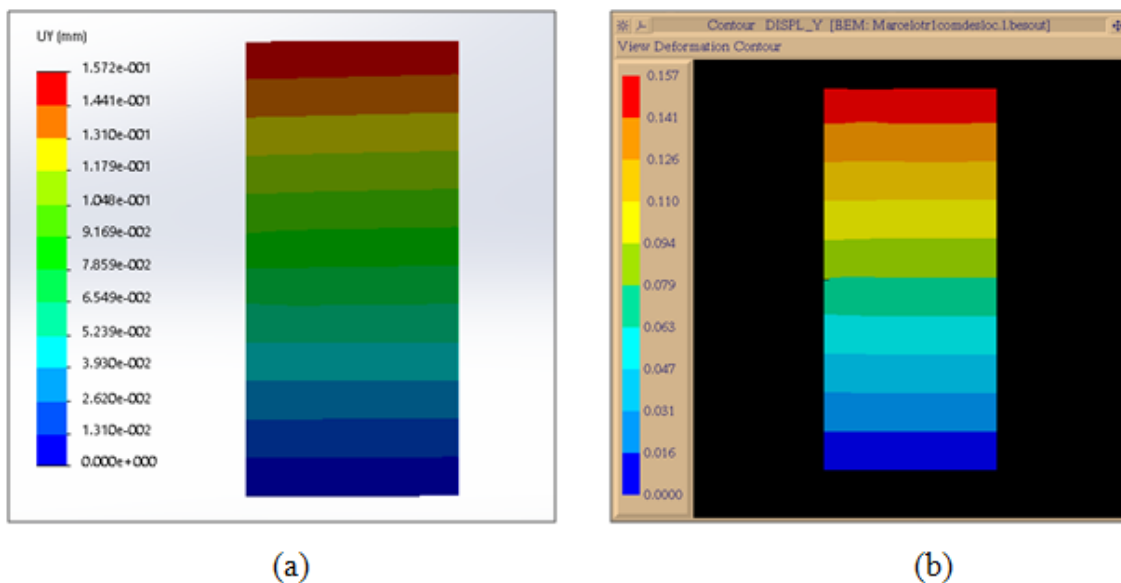 UY (mm)
1.572e-001
1.441e-001
1.310e-001
1.179e-001
1.048e-001
9.169e-002
7.859e-002
6.549e-002
5.239e-002
3.930e-002
2.620e-002
1.310e-002
0.000e+000
(a)
Contour DISPL_Y [BEM: Marcelotr1comdesloc.l.besout]
View Deformation Contour
0.157
0.141
0.126
0.110
0.094
0.079
0.063
0.047
0.031
0.016
0.0000
(b)